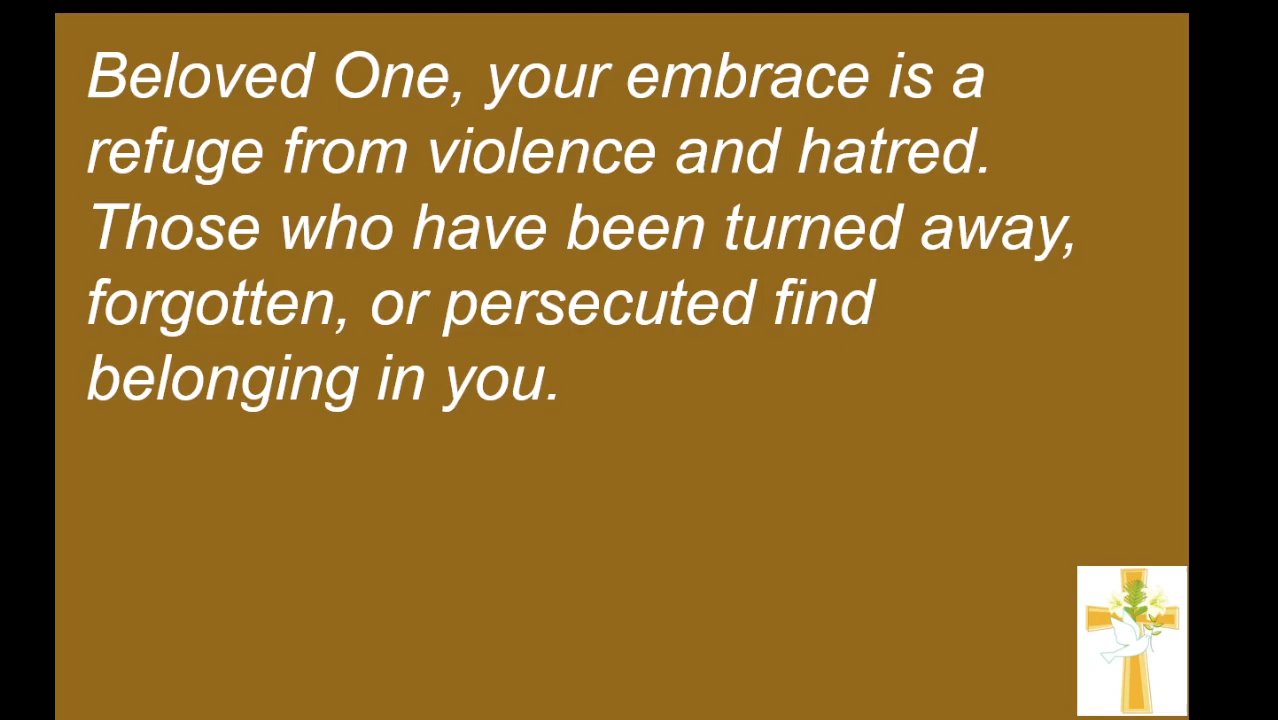 Beloved One, your embrace is a
refuge from violence and hatred.
Those who have been turned away,
forgotten, or persecuted find
belonging in you.